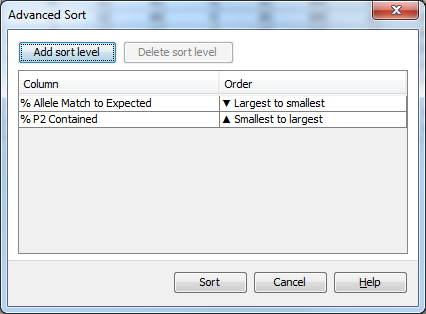 Advanced Sort
Add sort level Delete sort level
Column Order
% Allele Match to Expected ▼ Largest to smallest
% P2 Contained ▲ Smallest to largest
Sort Cancel Help